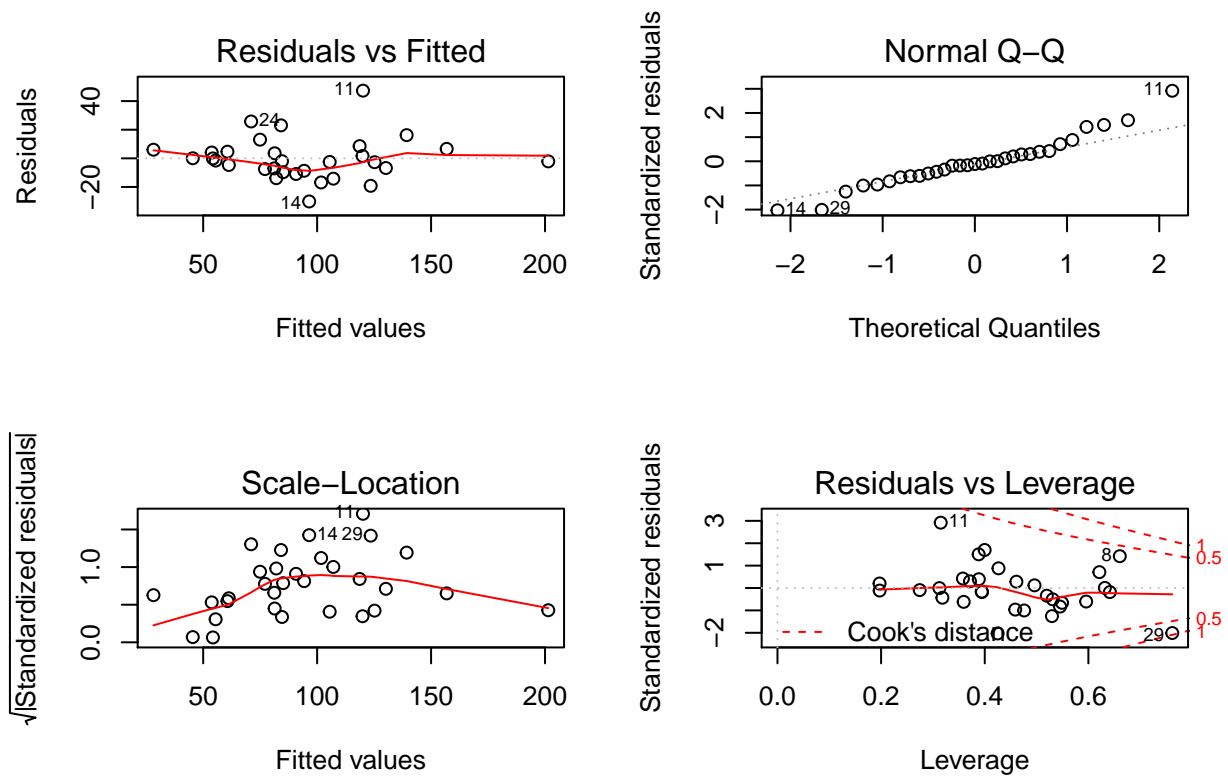 Residuals vs Fitted
Residuals
40
−20
11
24
14
50 100 150 200
Fitted values
Normal Q−Q
Standardized residuals
2
0
−2
11
14
29
−2 −1 0 1 2
Theoretical Quantiles
Scale−Location
√|Standardized residuals|
1.0
0.0
11
14 29
50 100 150 200
Fitted values
Residuals vs Leverage
Standardized residuals
3
1
−2
11
8
29
1
0.5
0.5
1
Cook's distance
0.0 0.2 0.4 0.6
Leverage